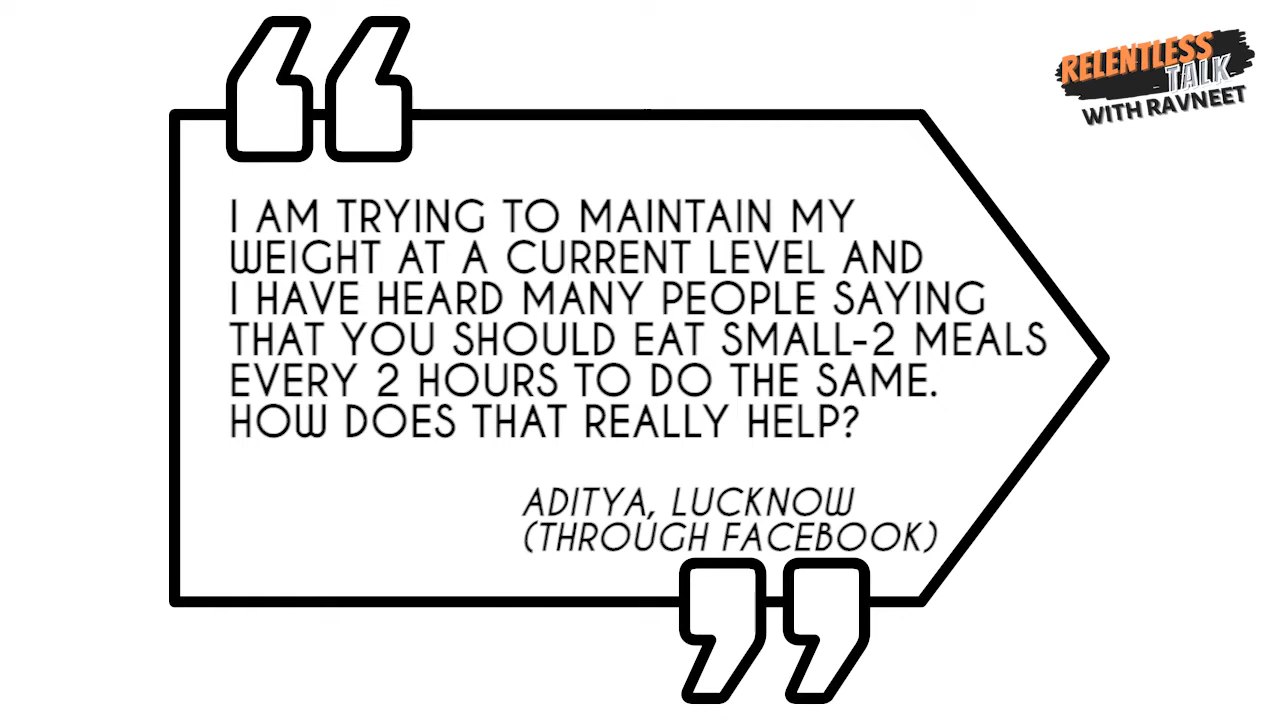 RELENTLESS
TALK
WITH RAVNEET
I AM TRYING TO MAINTAIN MY
WEIGHT AT A CURRENT LEVEL AND
I HAVE HEARD MANY PEOPLE SAYING
THAT YOU SHOULD EAT SMALL-2 MEALS
EVERY 2 HOURS TO DO THE SAME.
HOW DOES THAT REALLY HELP?
ADITYA, LUCKNOW
(THROUGH FACEBOOK)